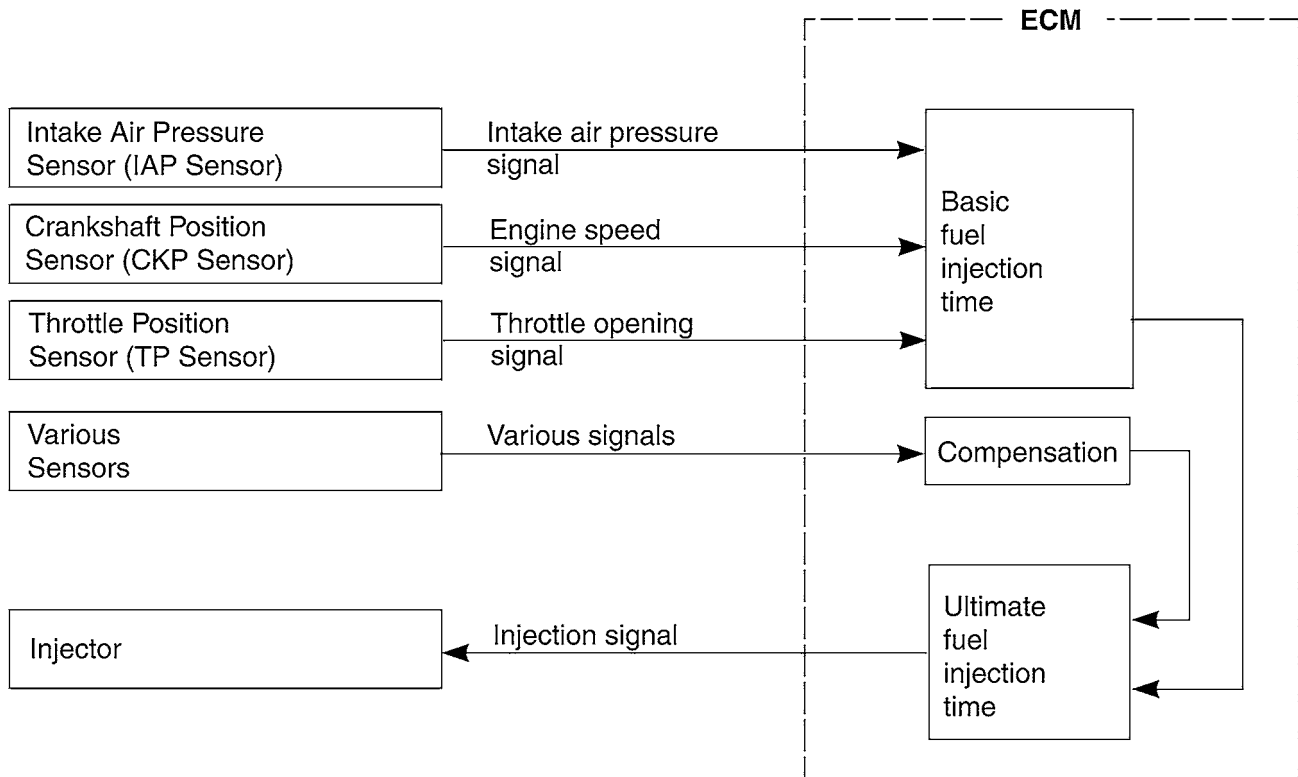 ECM
Intake Air Pressure
Sensor (IAP Sensor)
Intake air pressure
signal
Crankshaft Position
Sensor (CKP Sensor)
Engine speed
signal
Throttle Position
Sensor (TP Sensor)
Throttle opening
signal
Basic
fuel
injection
time
Various
Sensors
Various signals
Compensation
Injector
Injection signal
Ultimate
fuel
injection
time